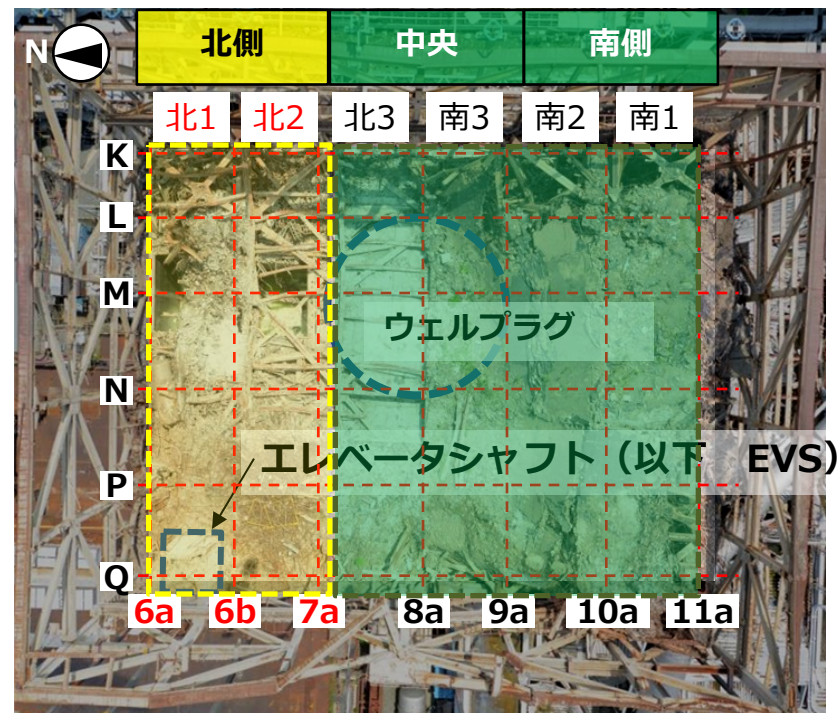 北側 中央 南側
N
北1 北2 北3 南3 南2 南1
K
L
M
ウェルプラグ
N
エレベータシャフト（以下 EVS）
P
Q
6a 6b 7a 8a 9a 10a 11a